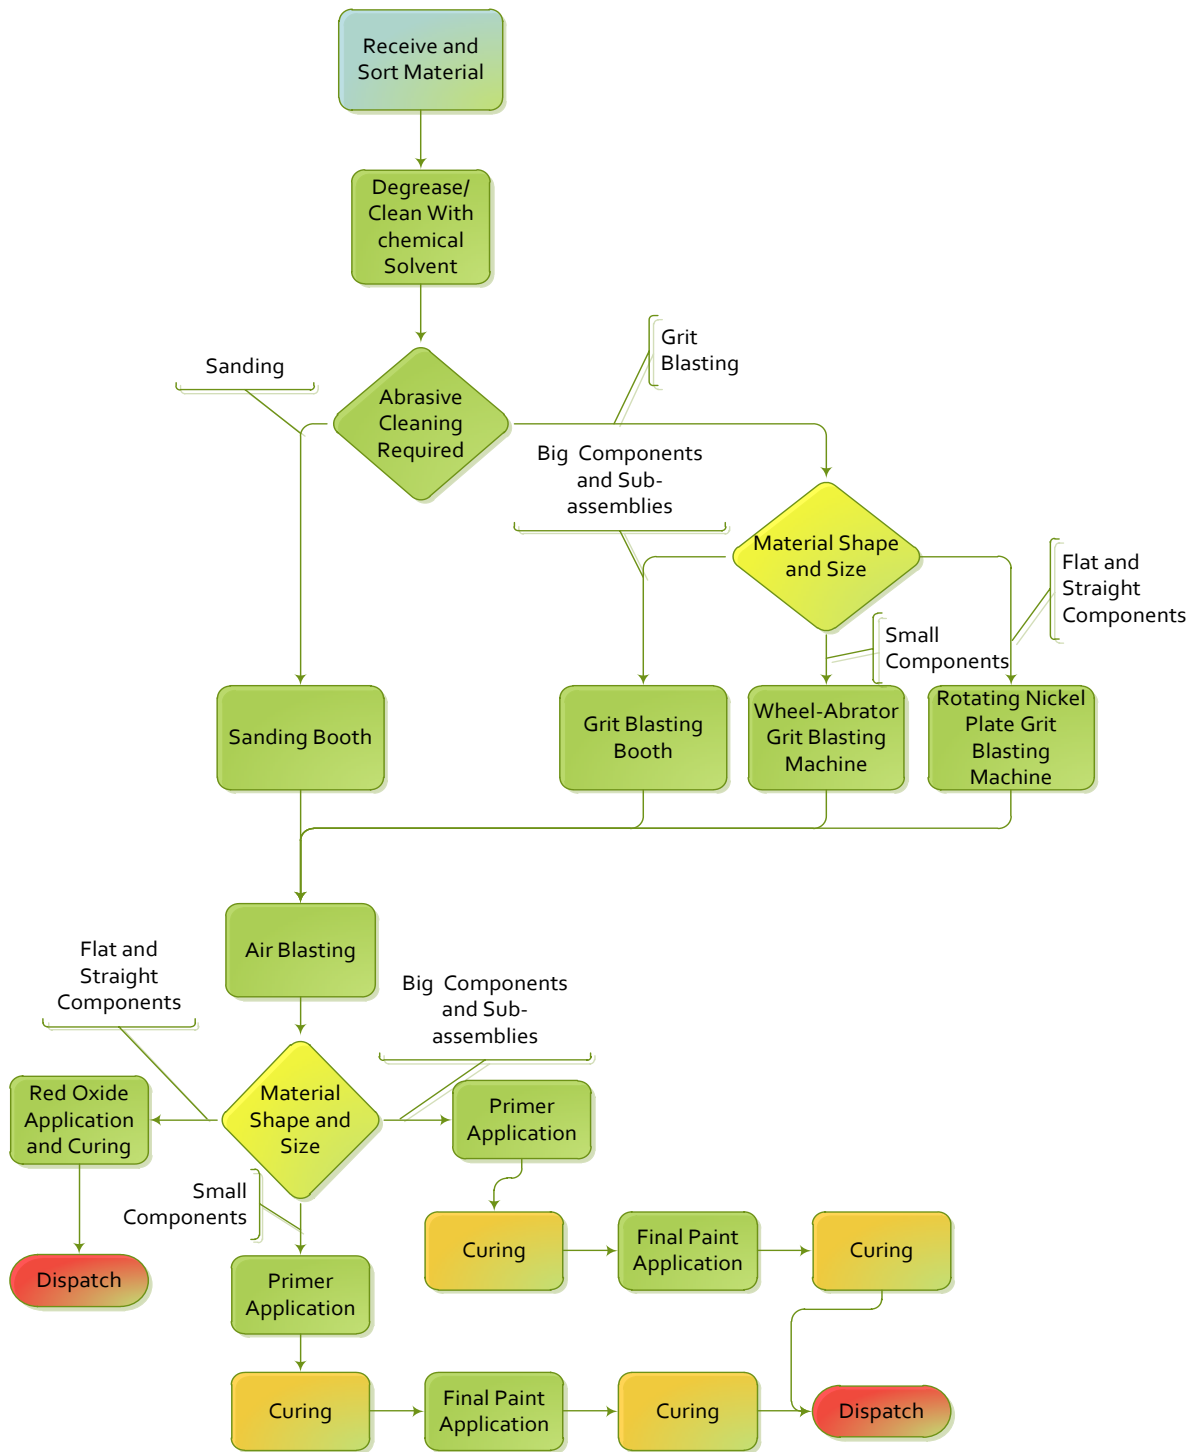 Receive and
Sort Material
Degrease/
Clean With
chemical
Solvent
Sanding
Grit
Blasting
Abrasive
Cleaning
Required
Big Components
and Sub-
assemblies
Material Shape
and Size
Flat and
Straight
Components
Small
Components
Sanding Booth
Grit Blasting
Booth
Wheel-Abrator
Grit Blasting
Machine
Rotating Nickel
Plate Grit
Blasting
Machine
Air Blasting
Flat and
Straight
Components
Big Components
and Sub-
assemblies
Red Oxide
Application
and Curing
Material
Shape and
Size
Primer
Application
Small
Components
Curing
Final Paint
Application
Curing
Dispatch
Primer
Application
Curing
Final Paint
Application
Curing
Dispatch